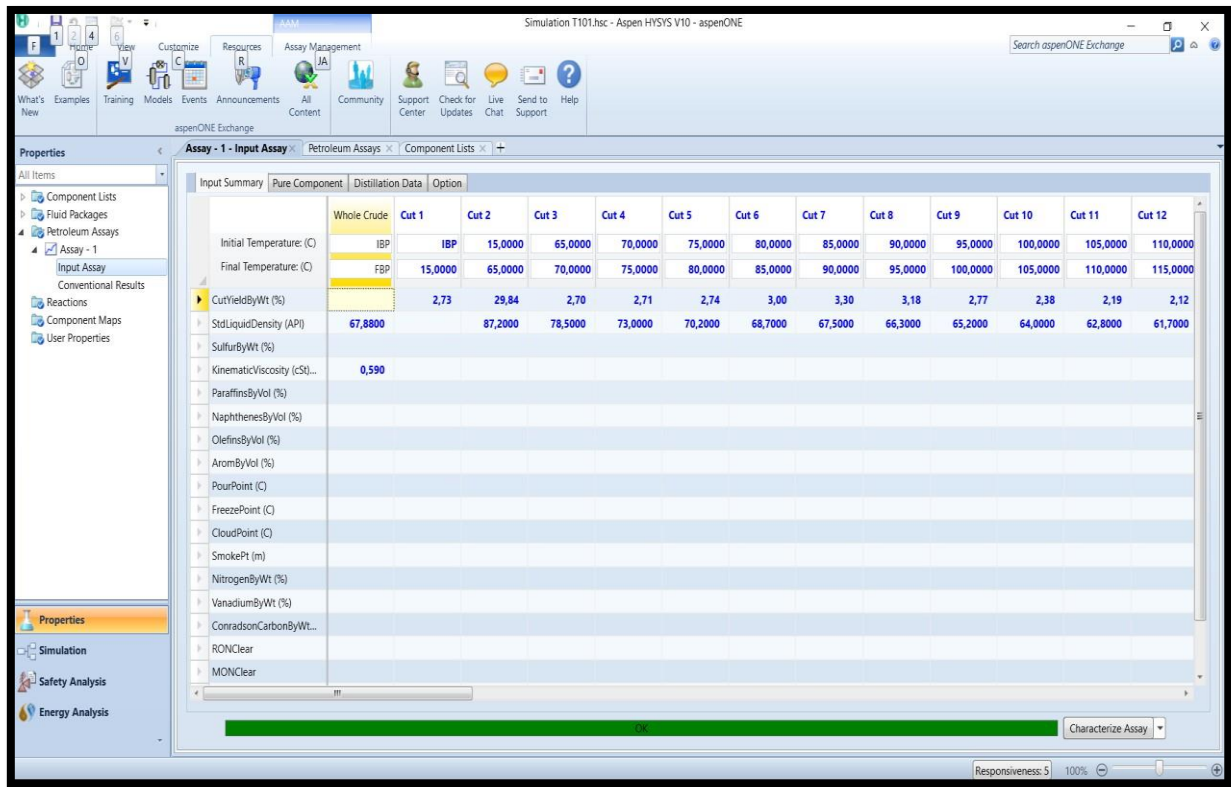 Simulation T101.hsc - Aspen HYSYS V10 - aspenONE
AAM
1 2 4 6
F Home View Customize Resources Assay Management
Search aspenONE Exchange
O V C R JA
What's New
Examples
Training
Models
Events
Announcements
All Content
Community
Support Center
Check for Updates
Live Chat
Send to Support
Help
aspenONE Exchange
Properties
All Items
Component Lists
Fluid Packages
Petroleum Assays
Assay - 1
Input Assay
Conventional Results
Reactions
Component Maps
User Properties
Properties
Simulation
Safety Analysis
Energy Analysis
Assay - 1 - Input Assay Petroleum Assays Component Lists +
Input Summary Pure Component Distillation Data Option
Whole Crude Cut 1 Cut 2 Cut 3 Cut 4 Cut 5 Cut 6 Cut 7 Cut 8 Cut 9 Cut 10 Cut 11 Cut 12
Initial Temperature: (C) IBP IBP 15,0000 65,0000 70,0000 75,0000 80,0000 85,0000 90,0000 95,0000 100,0000 105,0000 110,0000
Final Temperature: (C) FBP 15,0000 65,0000 70,0000 75,0000 80,0000 85,0000 90,0000 95,0000 100,0000 105,0000 110,0000 115,0000
CutYieldByWt (%) 2,73 29,84 2,70 2,71 2,74 3,00 3,30 3,18 2,77 2,38 2,19 2,12
StdLiquidDensity (API) 67,8800 87,2000 78,5000 73,0000 70,2000 68,7000 67,5000 66,3000 65,2000 64,0000 62,8000 61,7000
SulfurByWt (%)
KinematicViscosity (cSt)... 0,590
ParaffinsByVol (%)
NaphthenesByVol (%)
OlefinsByVol (%)
AromByVol (%)
PourPoint (C)
FreezePoint (C)
CloudPoint (C)
SmokePt (m)
NitrogenByWt (%)
VanadiumByWt (%)
ConradsonCarbonByWt...
RONClear
MONClear
OK
Characterize Assay
Responsiveness: 5 100%